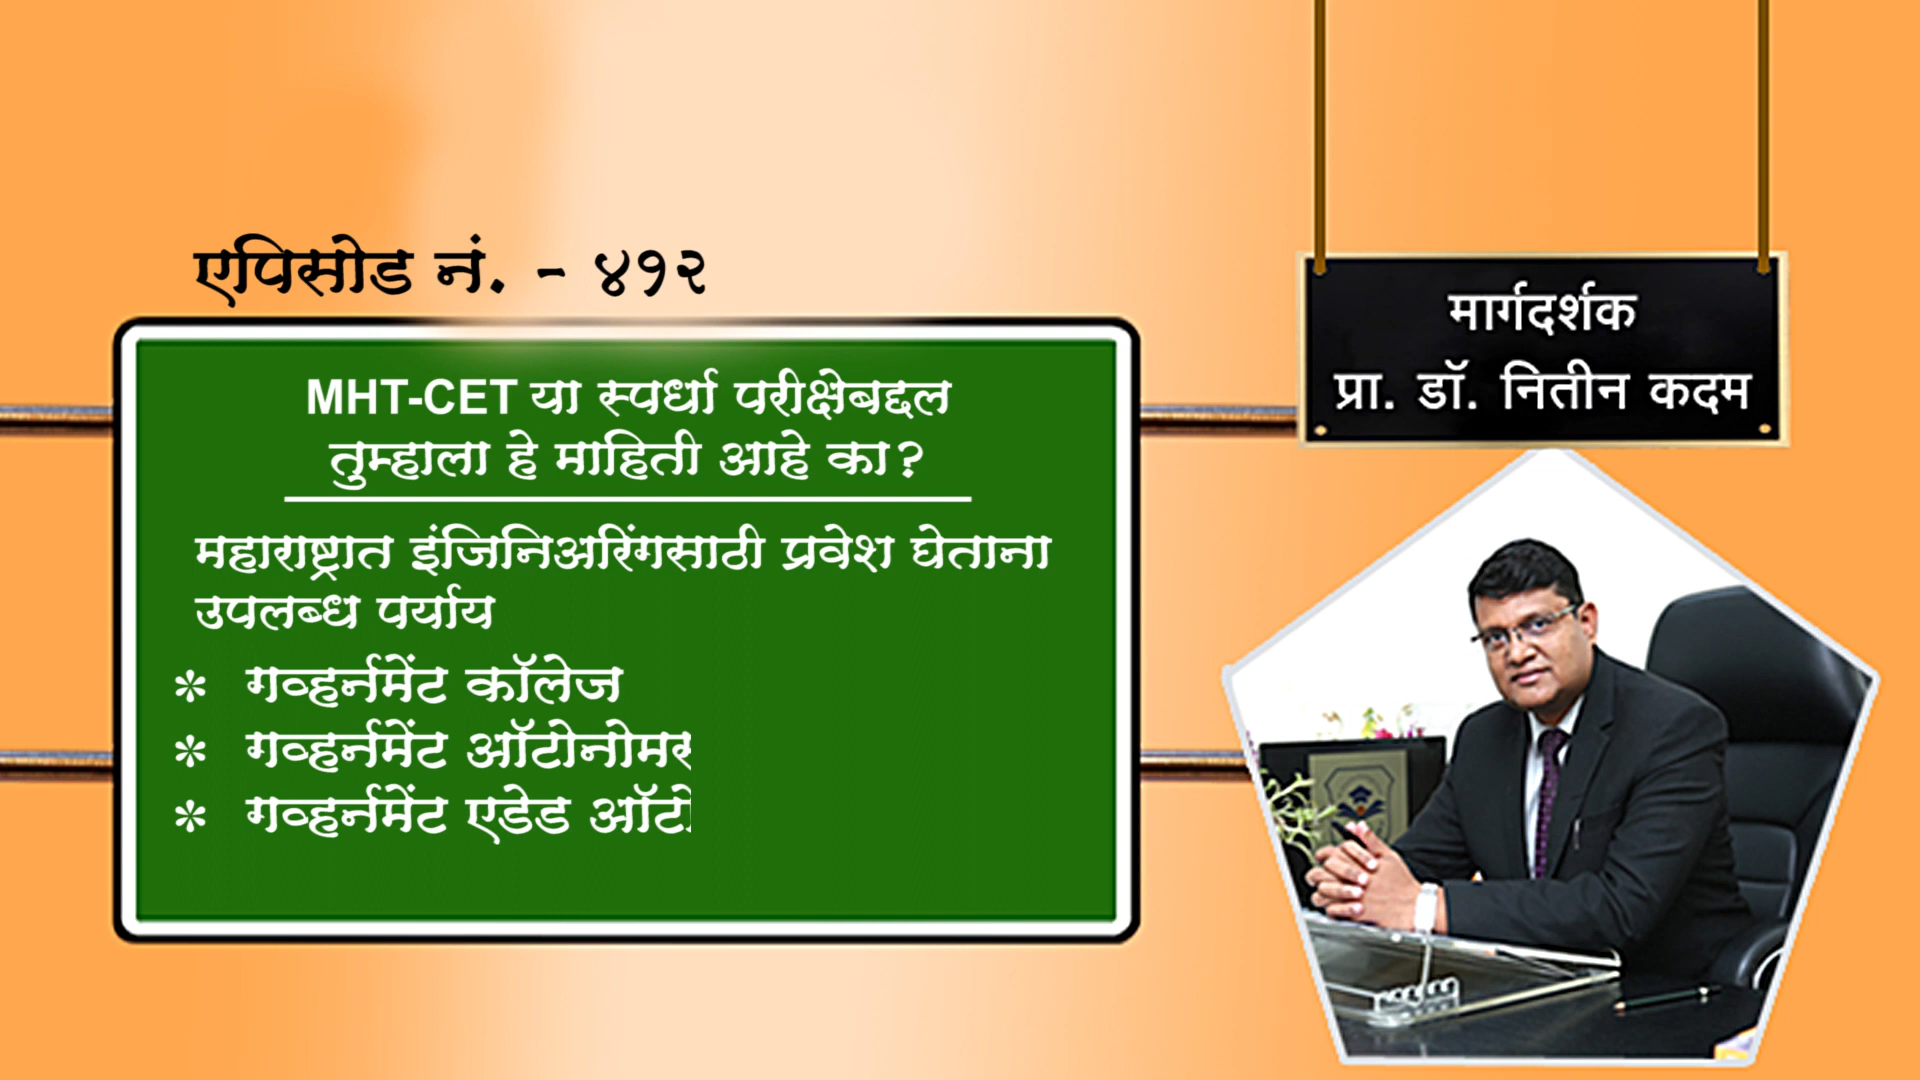 एपिसोड नं. - ४१२
MHT-CET या स्पर्धा परीक्षेबद्दल
तुम्हाला हे माहिती आहे का?
महाराष्ट्रात इंजिनिअरिंगसाठी प्रवेश घेताना
उपलब्ध पर्याय
* गव्हर्नमेंट कॉलेज
* गव्हर्नमेंट
* गव्हर्नमेंट एडेड
मार्गदर्शक
प्रा. डॉ. नितीन कदम